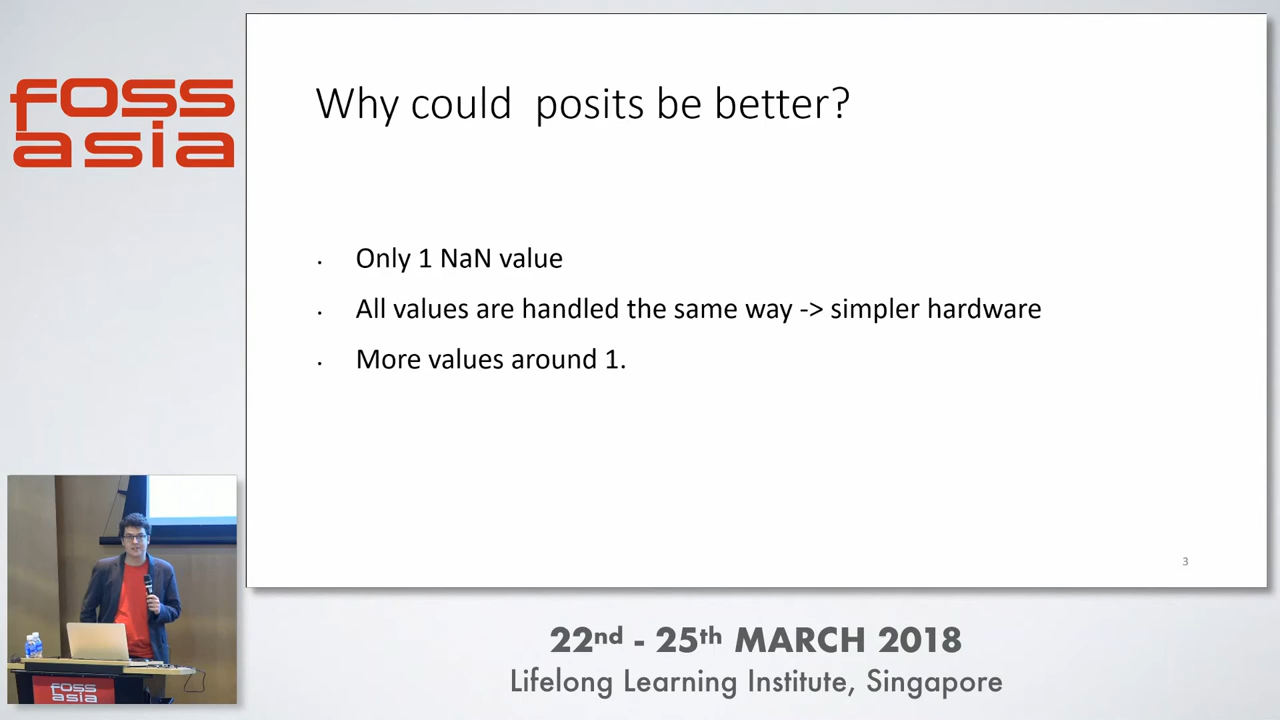 foss
asia
Why could posits be better?
· Only 1 NaN value
· All values are handled the same way -> simpler hardware
· More values around 1.
3
foss
asia
22nd - 25th MARCH 2018
Lifelong Learning Institute, Singapore